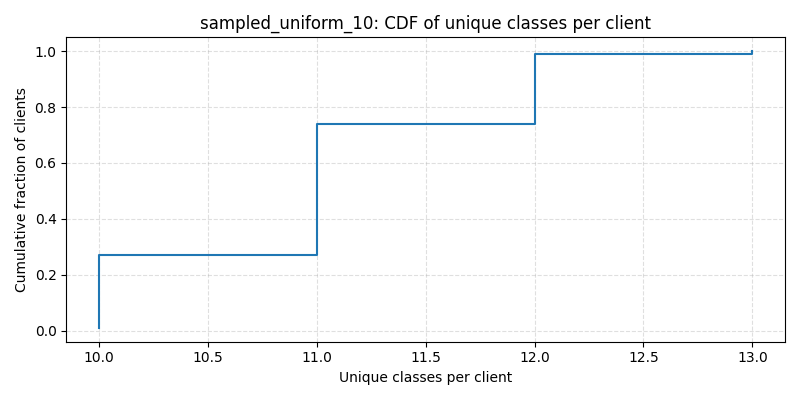 sampled_uniform_10: CDF of unique classes per client
Cumulative fraction of clients
1.0
0.8
0.6
0.4
0.2
0.0
10.0 10.5 11.0 11.5 12.0 12.5 13.0
Unique classes per client